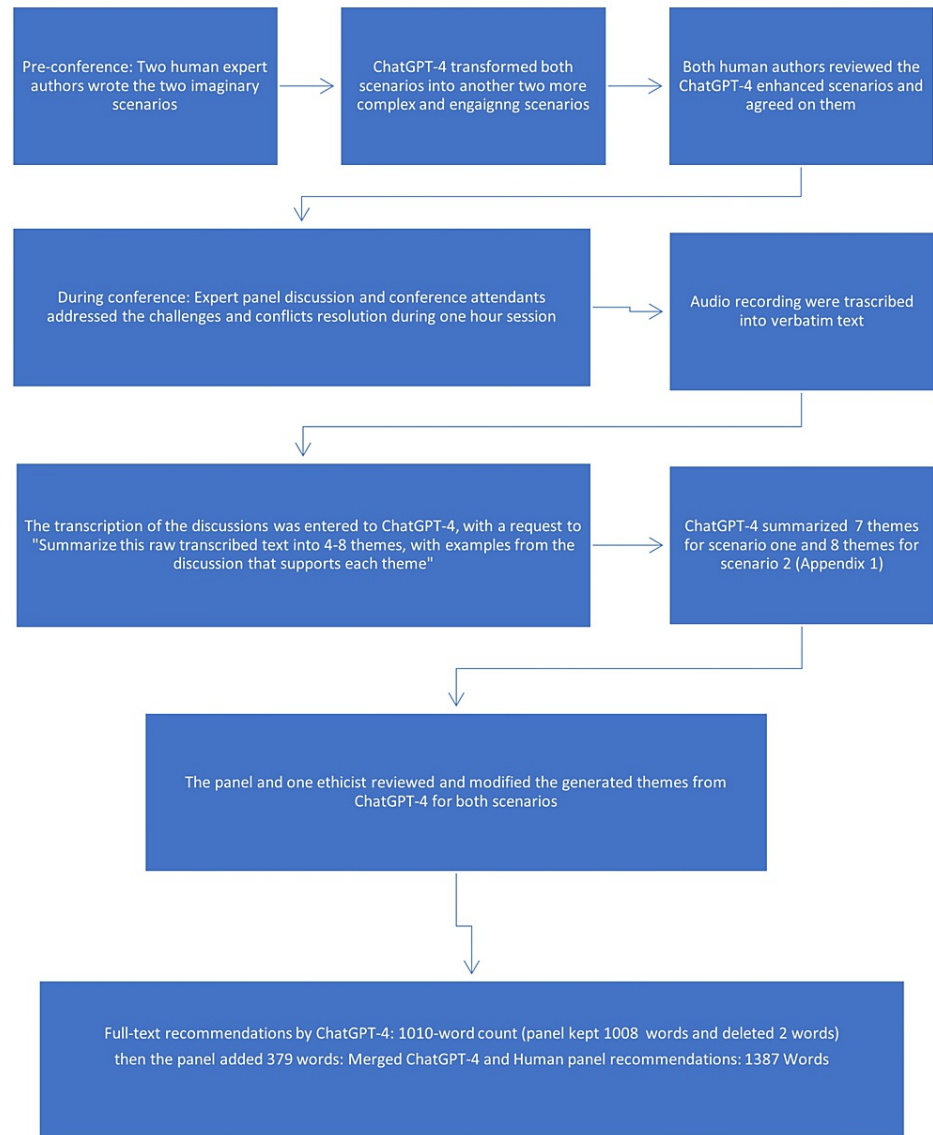 Pre-conference: Two human expert
authors wrote the two imaginary
scenarios
ChatGPT-4 transformed both
scenarios into another two more
complex and engaignng scenarios
Both human authors reviewed the
ChatGPT-4 enhanced scenarios and
agreed on them
During conference: Expert panel discussion and conference attendants
addressed the challenges and conflicts resolution during one hour
session
Audio recording were trascribed
into verbatim text
The transcription of the discussions was entered to ChatGPT-4, with a request to
"Summarize this raw transcribed text into 4-8 themes, with examples from the
discussion that supports each theme"
ChatGPT-4 summarized 7 themes
for scenario one and 8 themes for
scenario 2 (Appendix 1)
The panel and one ethicist reviewed and modified the generated themes from
ChatGPT-4 for both scenarios
Full-text recommendations by ChatGPT-4: 1010-word count (panel kept 1008 words and deleted 2 words)
then the panel added 379 words: Merged ChatGPT-4 and Human panel recommendations: 1387 Words